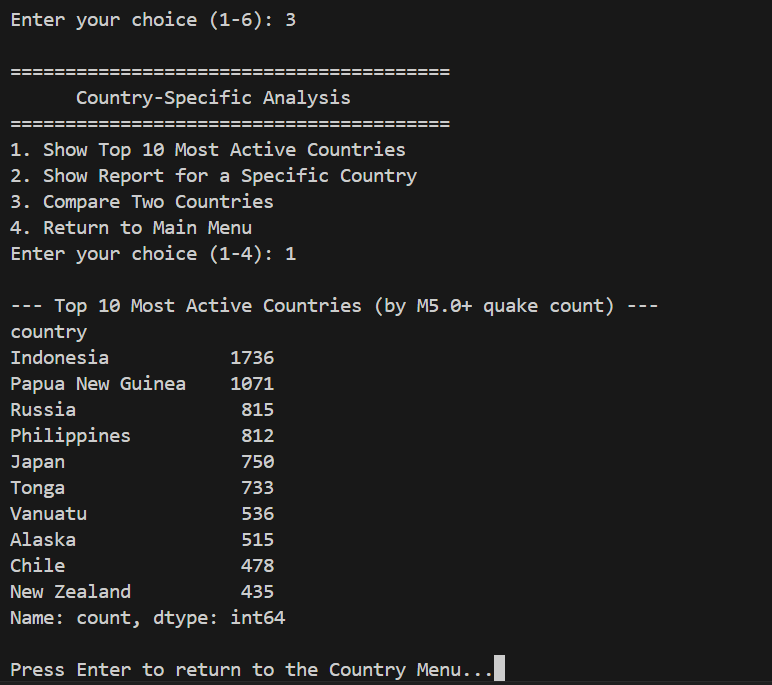 Enter your choice (1-6): 3
========================================
Country-Specific Analysis
========================================
1. Show Top 10 Most Active Countries
2. Show Report for a Specific Country
3. Compare Two Countries
4. Return to Main Menu
Enter your choice (1-4): 1
--- Top 10 Most Active Countries (by M5.0+ quake count) ---
country
Indonesia           1736
Papua New Guinea    1071
Russia               815
Philippines          812
Japan                750
Tonga                733
Vanuatu              536
Alaska               515
Chile                478
New Zealand          435
Name: count, dtype: int64
Press Enter to return to the Country Menu...